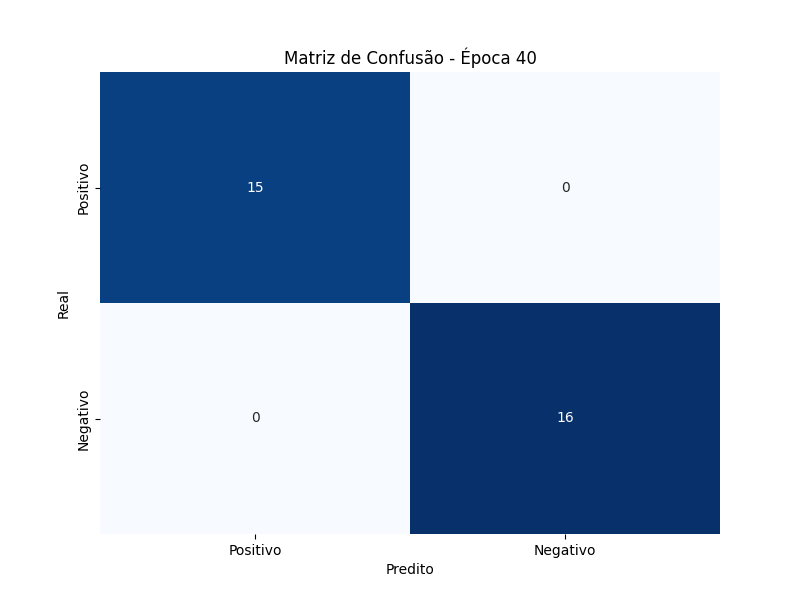 Matriz de Confusão - Época 40
Positivo
15
0
Real
Negativo
0
16
Positivo
Negativo
Predito